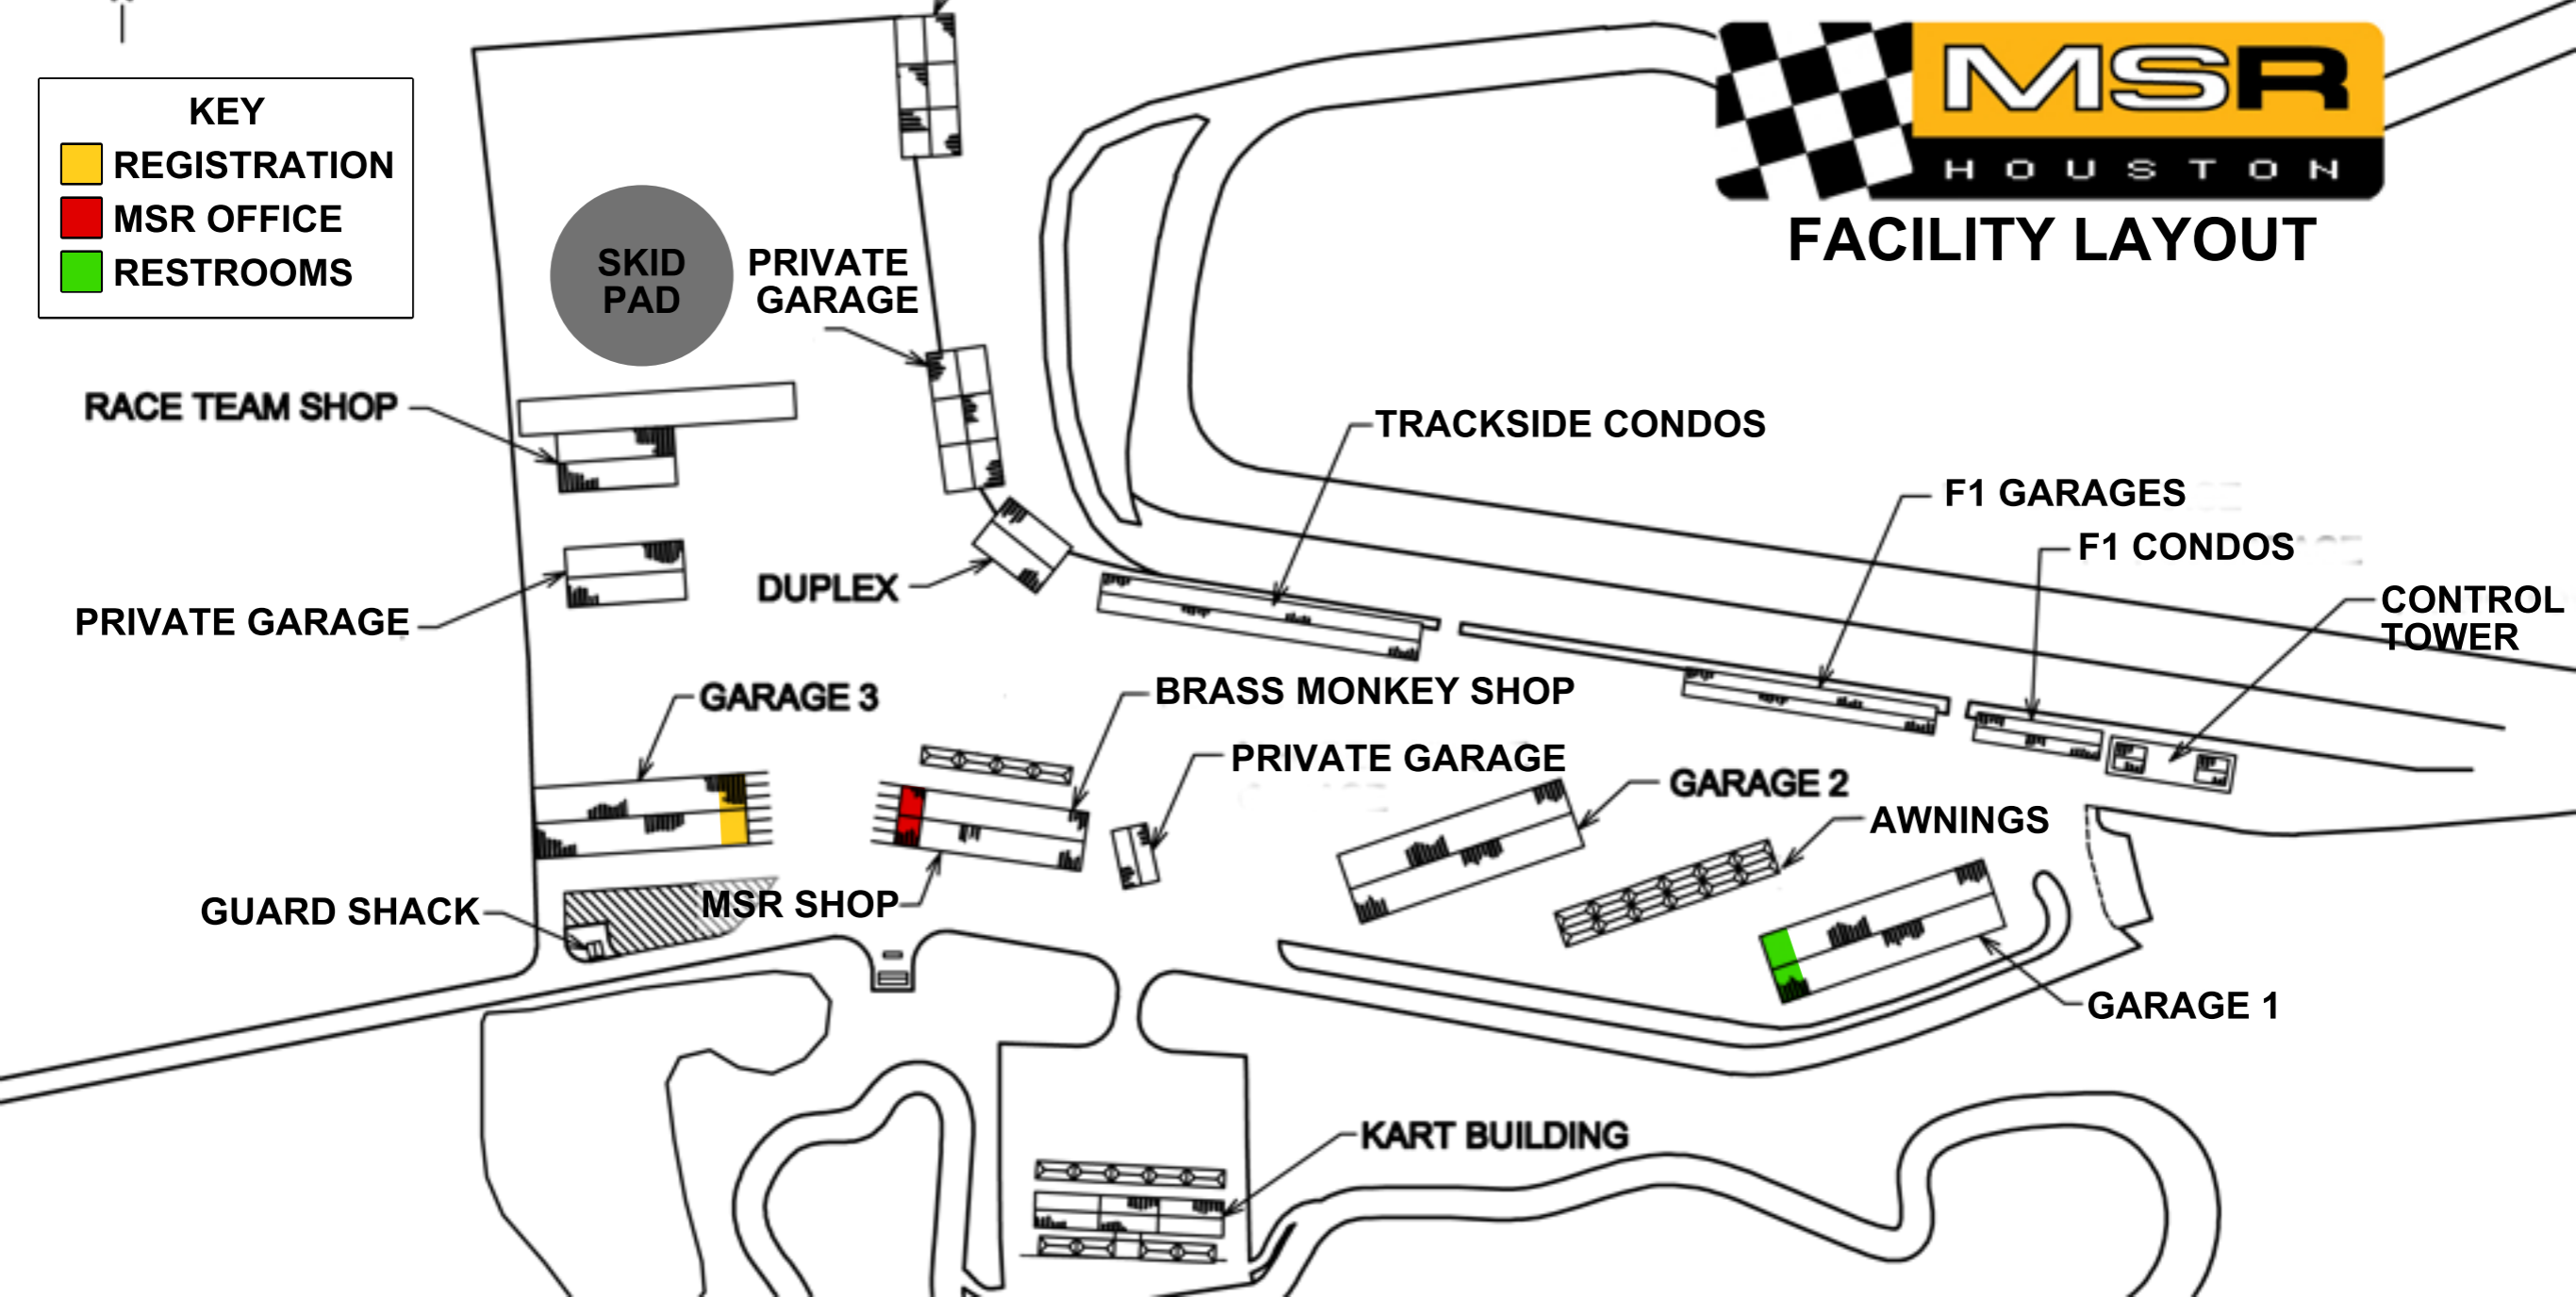 MSR
HOUSTON
FACILITY LAYOUT
KEY
REGISTRATION
MSR OFFICE
RESTROOMS
SKID
PAD
PRIVATE
GARAGE
RACE TEAM SHOP
TRACKSIDE CONDOS
F1 GARAGES
F1 CONDOS
CONTROL
TOWER
DUPLEX
PRIVATE GARAGE
GARAGE 3
BRASS MONKEY SHOP
PRIVATE GARAGE
GARAGE 2
AWNINGS
GUARD SHACK
MSR SHOP
GARAGE 1
KART BUILDING